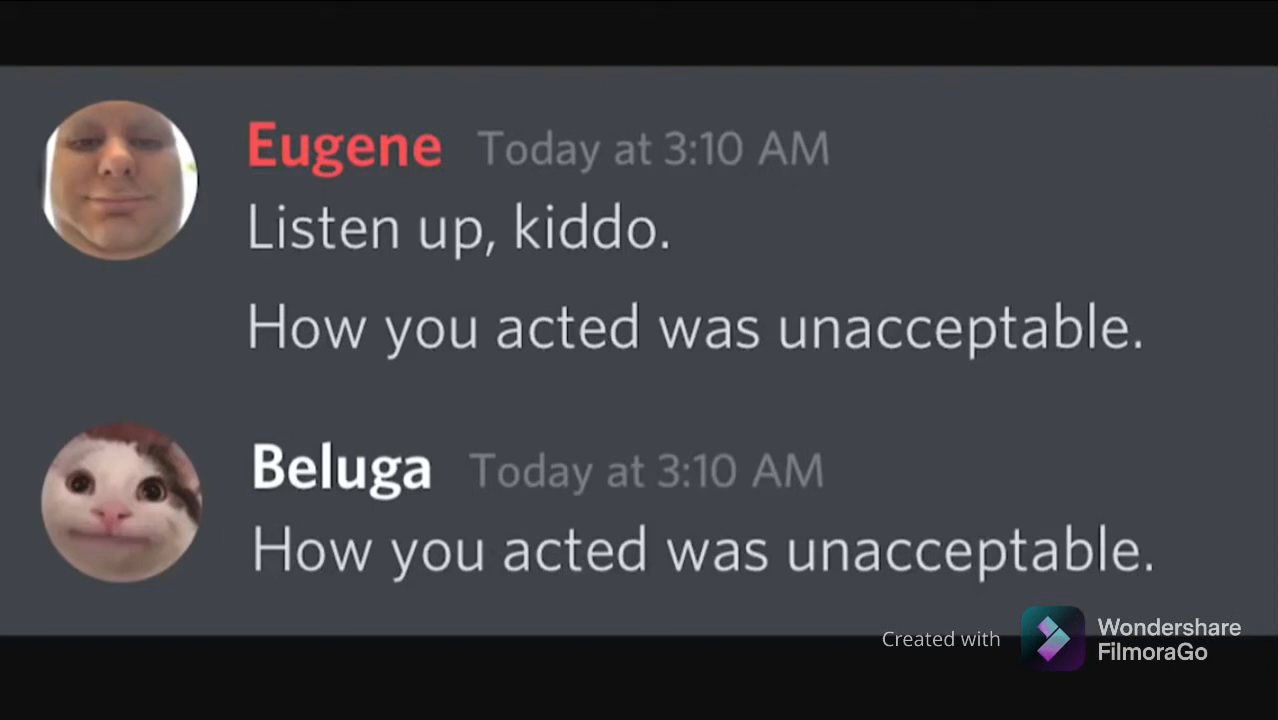 Eugene Today at 3:10 AM
Listen up, kiddo.
How you acted was unacceptable.
Beluga Today at 3:10 AM
How you acted was unacceptable.
Created with Wondershare
FilmoraGo